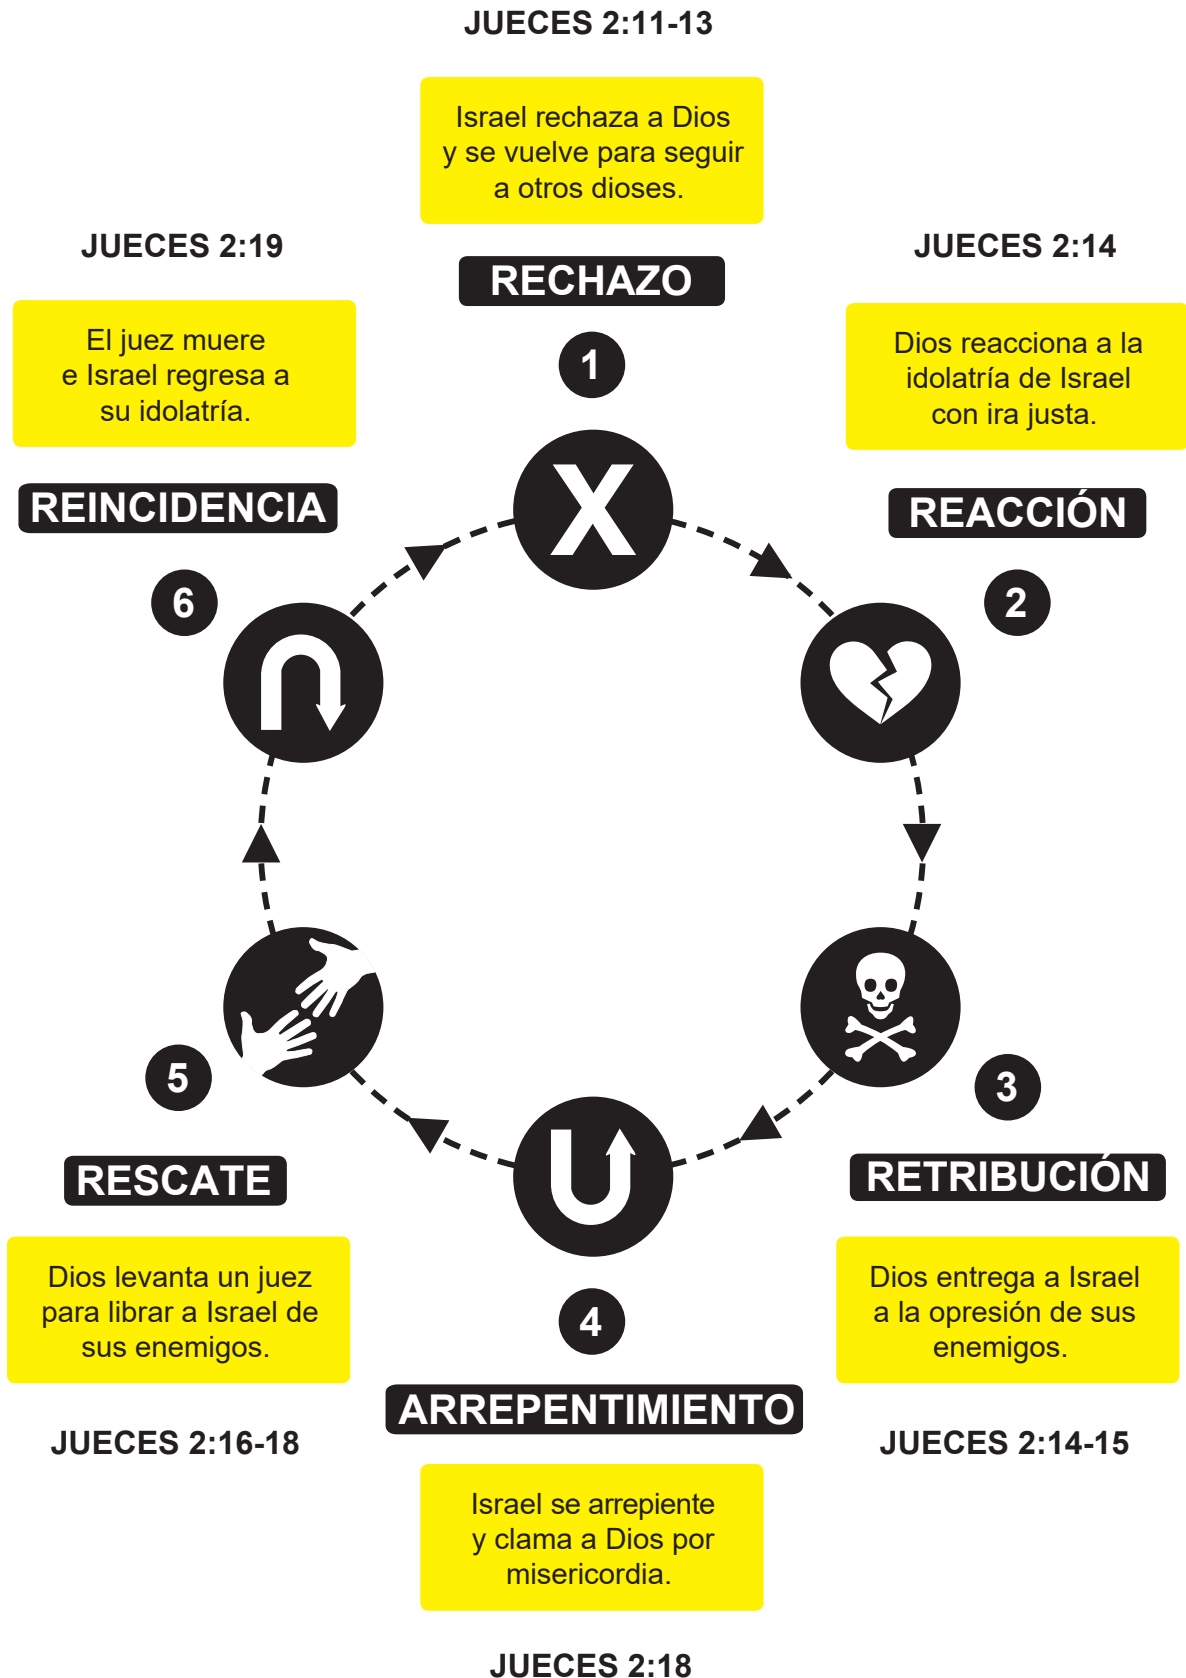 JUECES 2:11-13
Israel rechaza a Dios
y se vuelve para seguir
a otros dioses.
RECHAZO
1
X
JUECES 2:14
Dios reacciona a la
idolatría de Israel
con ira justa.
REACCIÓN
2
3
RETRIBUCIÓN
Dios entrega a Israel
a la opresión de sus
enemigos.
JUECES 2:14-15
4
ARREPENTIMIENTO
Israel se arrepiente
y clama a Dios por
misericordia.
JUECES 2:18
5
RESCATE
Dios levanta un juez
para librar a Israel de
sus enemigos.
JUECES 2:16-18
JUECES 2:19
El juez muere
e Israel regresa a
su idolatría.
REINCIDENCIA
6